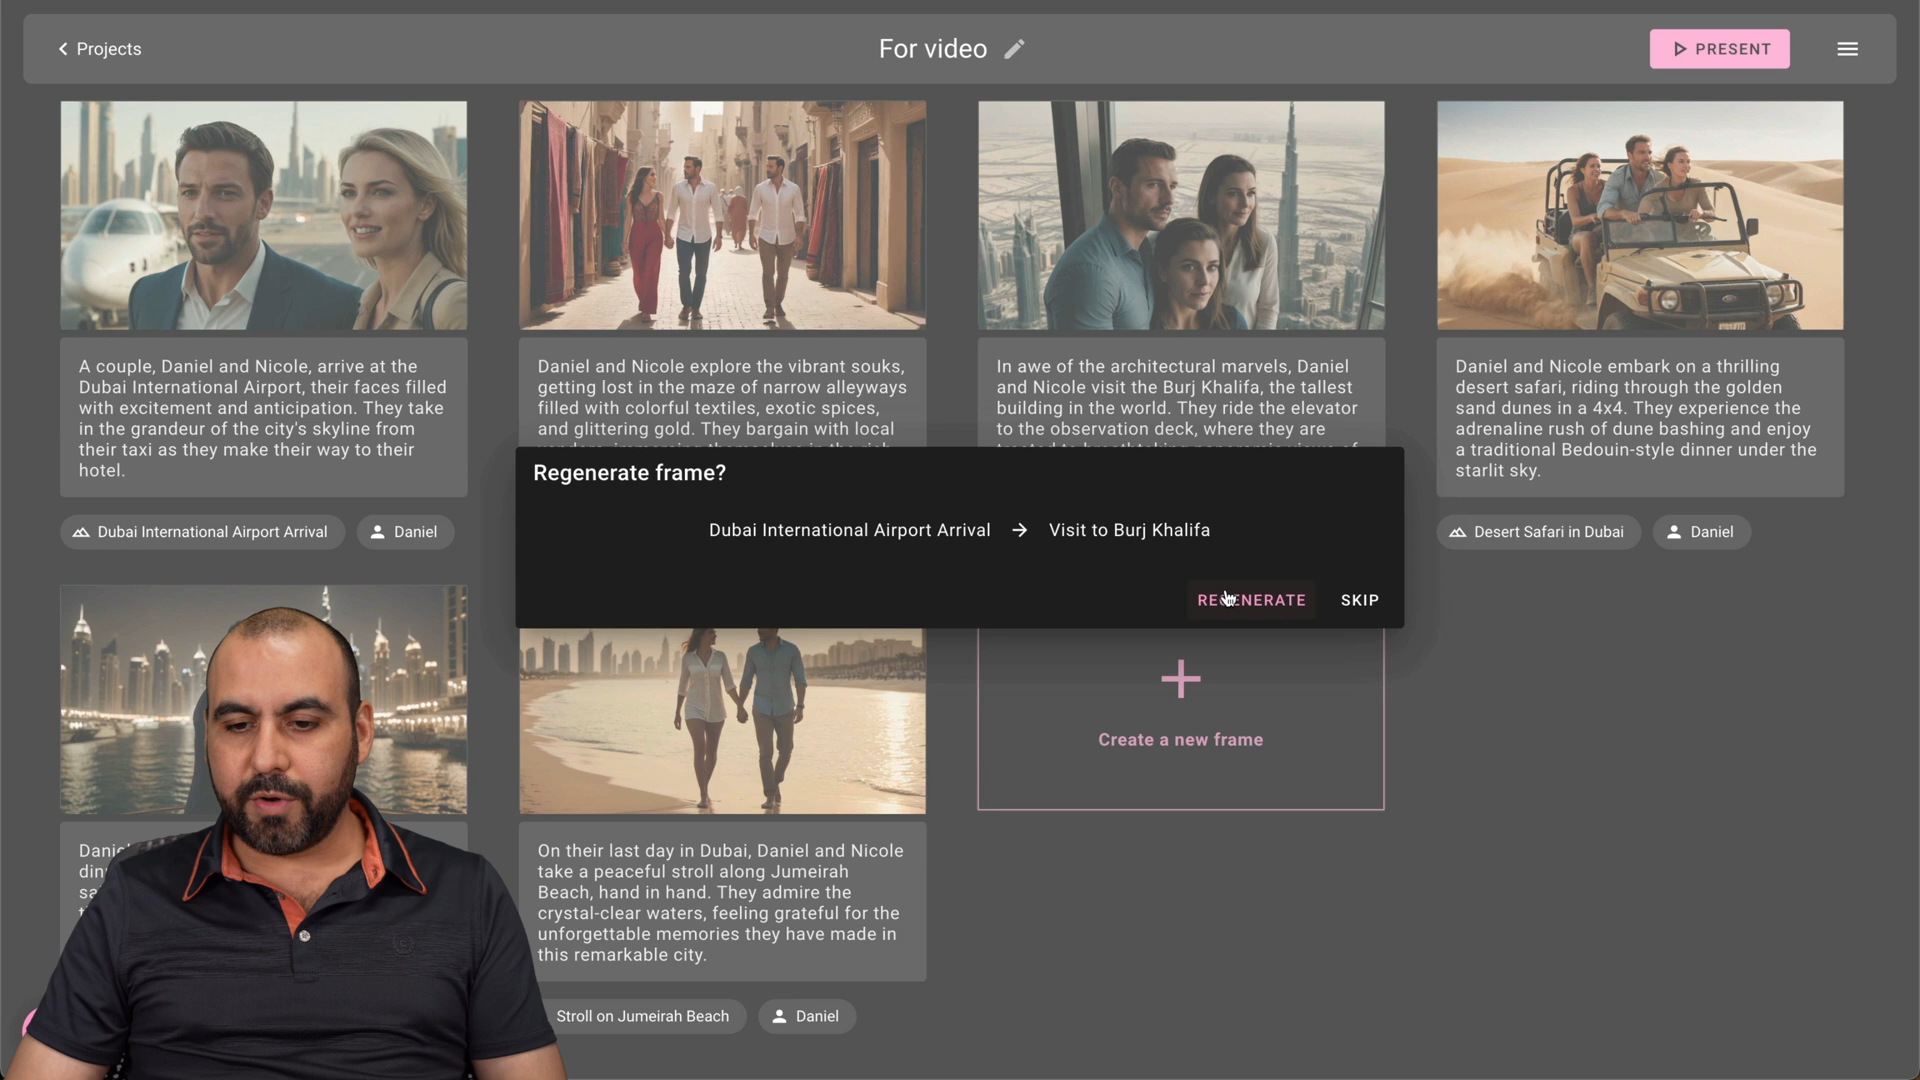 Projects
For video
PRESENT
A couple, Daniel and Nicole, arrive at the
Dubai International Airport, their faces filled
with excitement and anticipation. They take
in the grandeur of the city's skyline from
their taxi as they make their way to their
hotel.
Dubai International Airport Arrival
Daniel
Daniel and Nicole explore the vibrant souks,
getting lost in the maze of narrow alleyways
filled with colorful textiles, exotic spices,
and glittering gold. They bargain with local
In awe of the architectural marvels, Daniel
and Nicole visit the Burj Khalifa, the tallest
building in the world. They ride the elevator
to the observation deck, where they are
Daniel and Nicole embark on a thrilling
desert safari, riding through the golden
sand dunes in a 4x4. They experience the
adrenaline rush of dune bashing and enjoy
a traditional Bedouin-style dinner under the
starlit sky.
Desert Safari in Dubai
Daniel
Regenerate frame?
Dubai International Airport Arrival → Visit to Burj Khalifa
REGENERATE
SKIP
On their last day in Dubai, Daniel and Nicole
take a peaceful stroll along Jumeirah
Beach, hand in hand. They admire the
crystal-clear waters, feeling grateful for the
unforgettable memories they have made in
this remarkable city.
Stroll on Jumeirah Beach
Daniel
Create a new frame